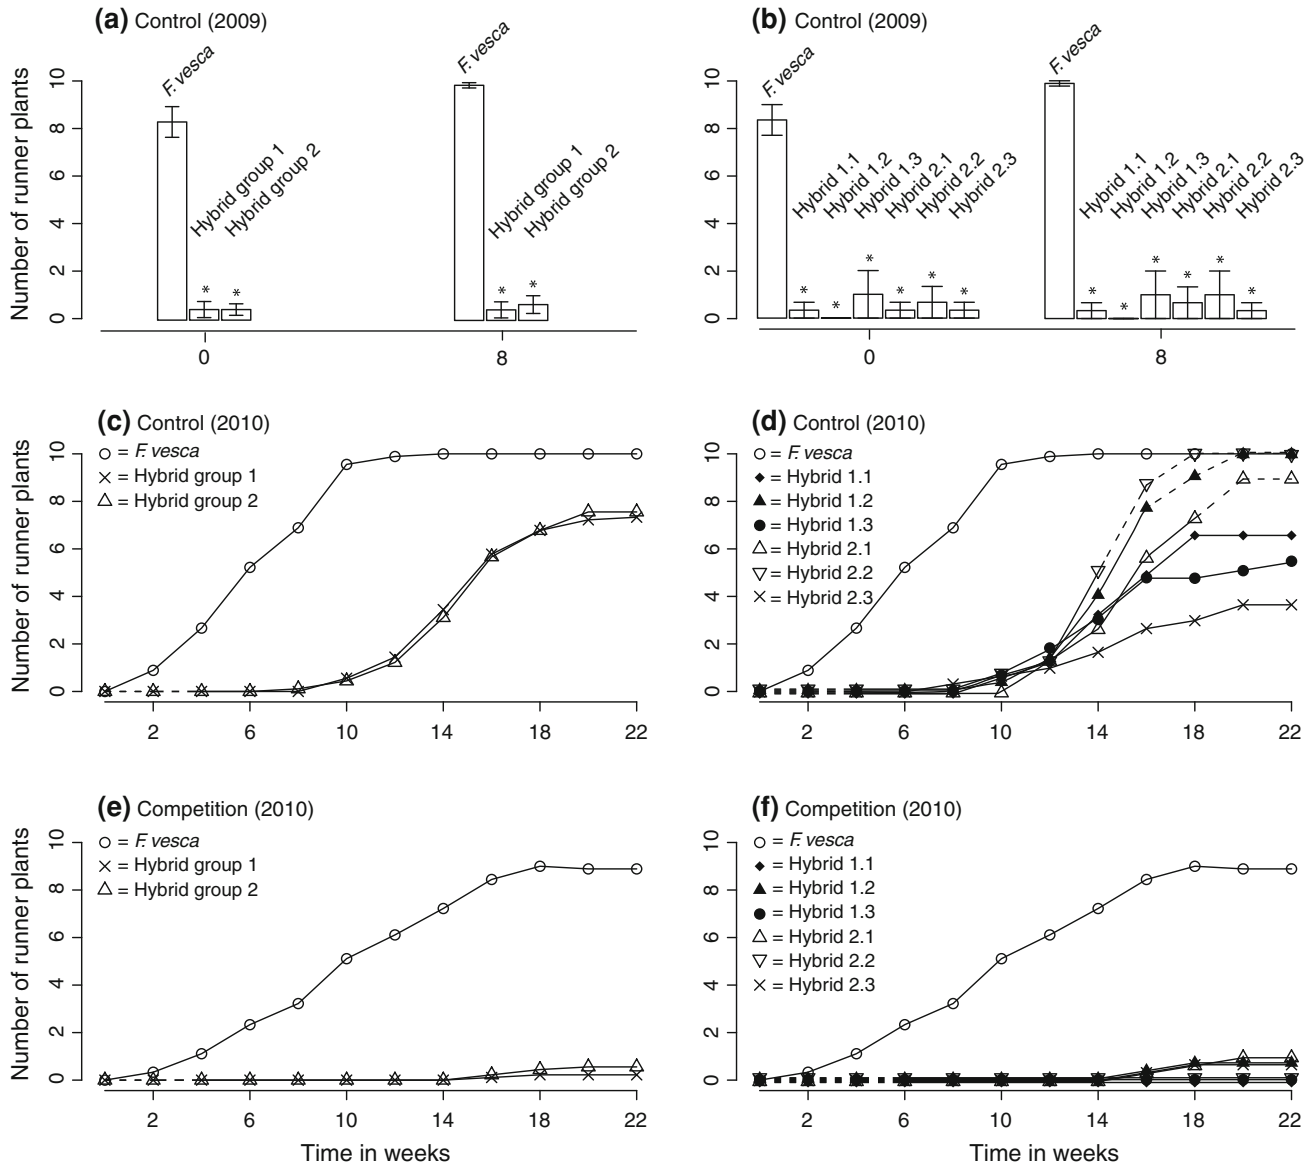 (a) Control (2009)
Number of runner plants
0 2 4 6 8 10
F. vesca
Hybrid group 1
Hybrid group 2
* *
F. vesca
Hybrid group 1
Hybrid group 2
* *
0 8
(b) Control (2009)
0 2 4 6 8 10
F. vesca
Hybrid 1.1
Hybrid 1.2
Hybrid 1.3
Hybrid 2.1
Hybrid 2.2
Hybrid 2.3
* * * * * *
F. vesca
Hybrid 1.1
Hybrid 1.2
Hybrid 1.3
Hybrid 2.1
Hybrid 2.2
Hybrid 2.3
* * * * * *
0 8
(c) Control (2010)
Number of runner plants
0 2 4 6 8 10
= F. vesca
= Hybrid group 1
= Hybrid group 2
2 6 10 14 18 22
(d) Control (2010)
0 2 4 6 8 10
= F. vesca
= Hybrid 1.1
= Hybrid 1.2
= Hybrid 1.3
= Hybrid 2.1
= Hybrid 2.2
= Hybrid 2.3
2 6 10 14 18 22
(e) Competition (2010)
Number of runner plants
0 2 4 6 8 10
= F. vesca
= Hybrid group 1
= Hybrid group 2
2 6 10 14 18 22
Time in weeks
(f) Competition (2010)
0 2 4 6 8 10
= F. vesca
= Hybrid 1.1
= Hybrid 1.2
= Hybrid 1.3
= Hybrid 2.1
= Hybrid 2.2
= Hybrid 2.3
2 6 10 14 18 22
Time in weeks